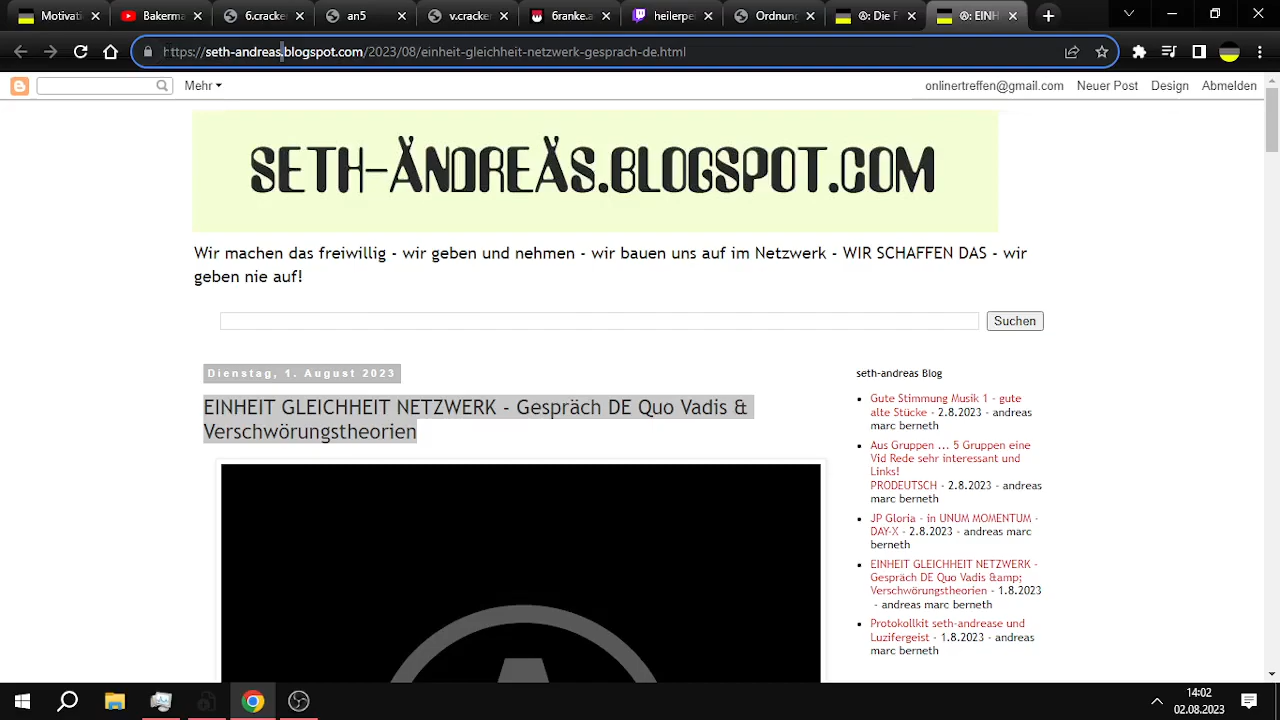 Motivati
Bakerma
6.cracke
an5
v.cracker
6ranke.a
heilerpe
Ordnun
Ⓐ: Die F
Ⓐ: EINH
https://seth-andreas.blogspot.com/2023/08/einheit-gleichheit-netzwerk-gesprach-de.html
Mehr
onlinertreffen@gmail.com Neuer Post Design Abmelden
SETH-ÄNDREÄS.BLOGSPOT.COM
Wir machen das freiwillig - wir geben und nehmen - wir bauen uns auf im Netzwerk - WIR SCHAFFEN DAS - wir
geben nie auf!
Suchen
Dienstag, 1. August 2023
EINHEIT GLEICHHEIT NETZWERK - Gespräch DE Quo Vadis &
Verschwörungstheorien
seth-andreas Blog
Gute Stimmung Musik 1 - gute
alte Stücke - 2.8.2023 - andreas
marc berneth
Aus Gruppen ... 5 Gruppen eine
Vid Rede sehr interessant und
Links!
PRODEUTSCH - 2.8.2023 - andreas
marc berneth
JP Gloria - in UNUM MOMENTUM -
DAY-X - 2.8.2023 - andreas marc
berneth
EINHEIT GLEICHHEIT NETZWERK -
Gespräch DE Quo Vadis &amp;
Verschwörungstheorien - 1.8.2023
- andreas marc berneth
Protokollkit seth-andrease und
Luzifergeist - 1.8.2023 - andreas
marc berneth
14:02
02.08.2023